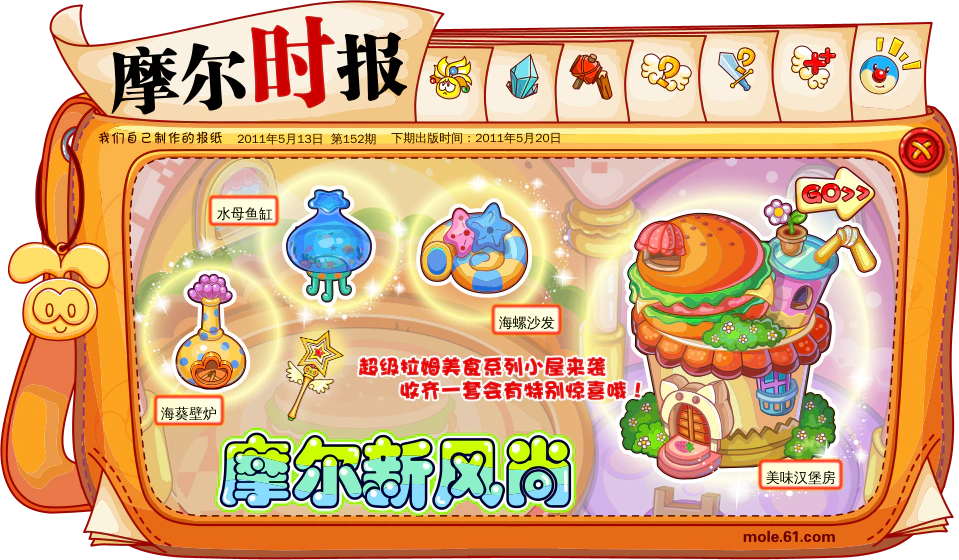 摩尔时报
我们自己制作的报纸 2011年5月13日 第152期 下期出版时间：2011年5月20日
GO>>
水母鱼缸
海螺沙发
海葵壁炉
超级拉姆美食系列小屋来袭
收齐一套会有特别惊喜哦！
摩尔新风尚
美味汉堡房
mole.61.com